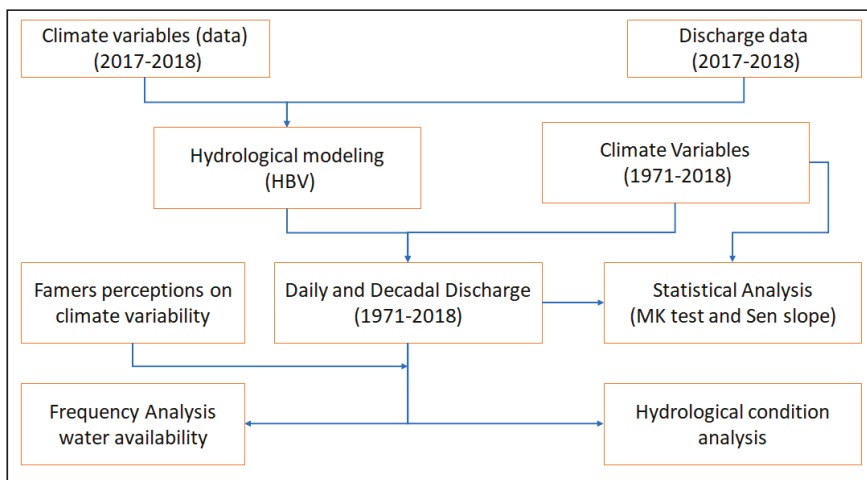 Climate variables (data)
(2017-2018)
Discharge data
(2017-2018)
Hydrological modeling
(HBV)
Climate Variables
(1971-2018)
Famers perceptions on
climate variability
Daily and Decadal Discharge
(1971-2018)
Statistical Analysis
(MK test and Sen slope)
Frequency Analysis
water availability
Hydrological condition
analysis